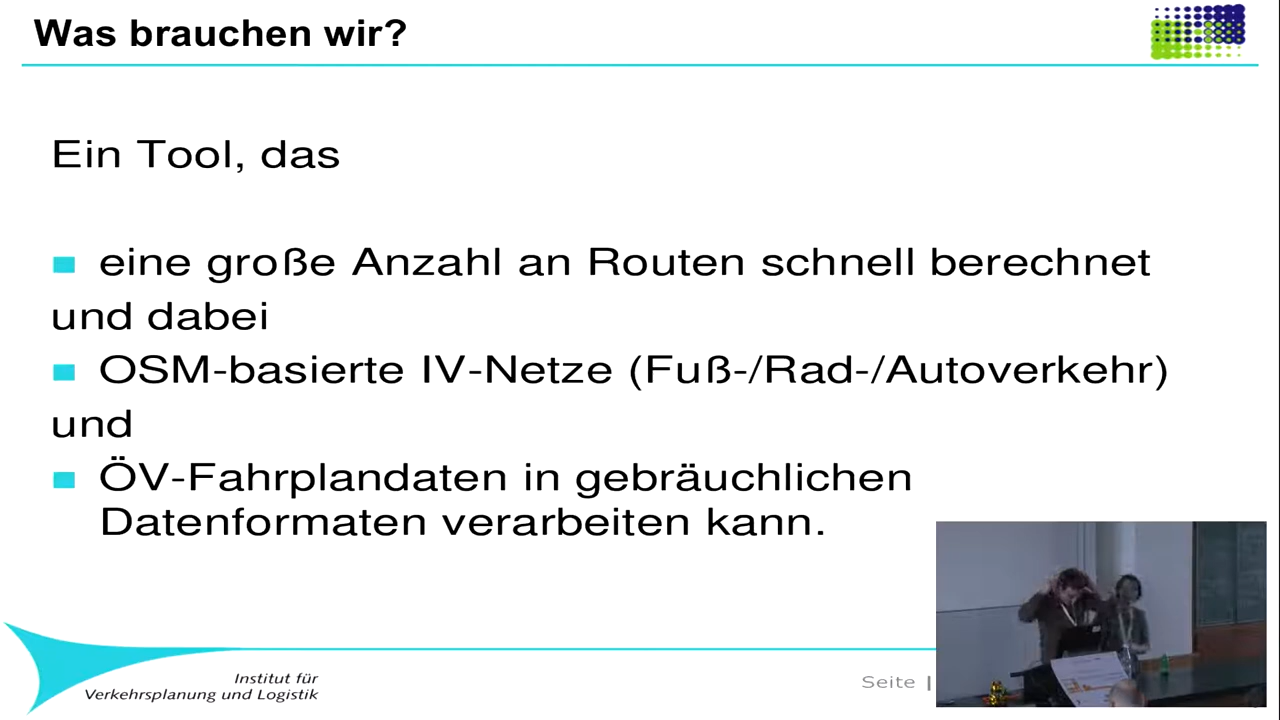 Was brauchen wir?
Ein Tool, das
eine große Anzahl an Routen schnell berechnet
und dabei
OSM-basierte IV-Netze (Fuß-/Rad-/Autoverkehr)
und
ÖV-Fahrplandaten in gebräuchlichen
Datenformaten verarbeiten kann.
Institut für
Verkehrsplanung und Logistik
Seite |